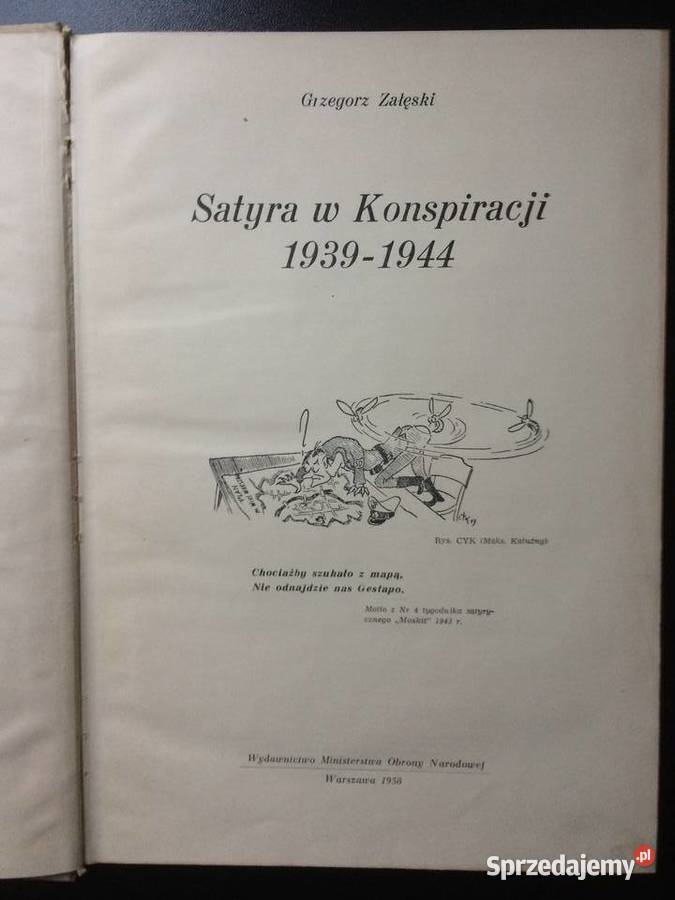 Grzegorz Załęski
Satyra w Konspiracji
1939-1944
Rys. CYK (Maks. Kałużny)
Chociażby szukało z mapą,
Nie odnajdzie nas Gestapo.
Motto z Nr 4 tygodnika satyry-
cznego „Moskit" 1943 r.
Wydawnictwo Ministerstwa Obrony Narodowej
Warszawa 1958
Sprzedajemy.pl